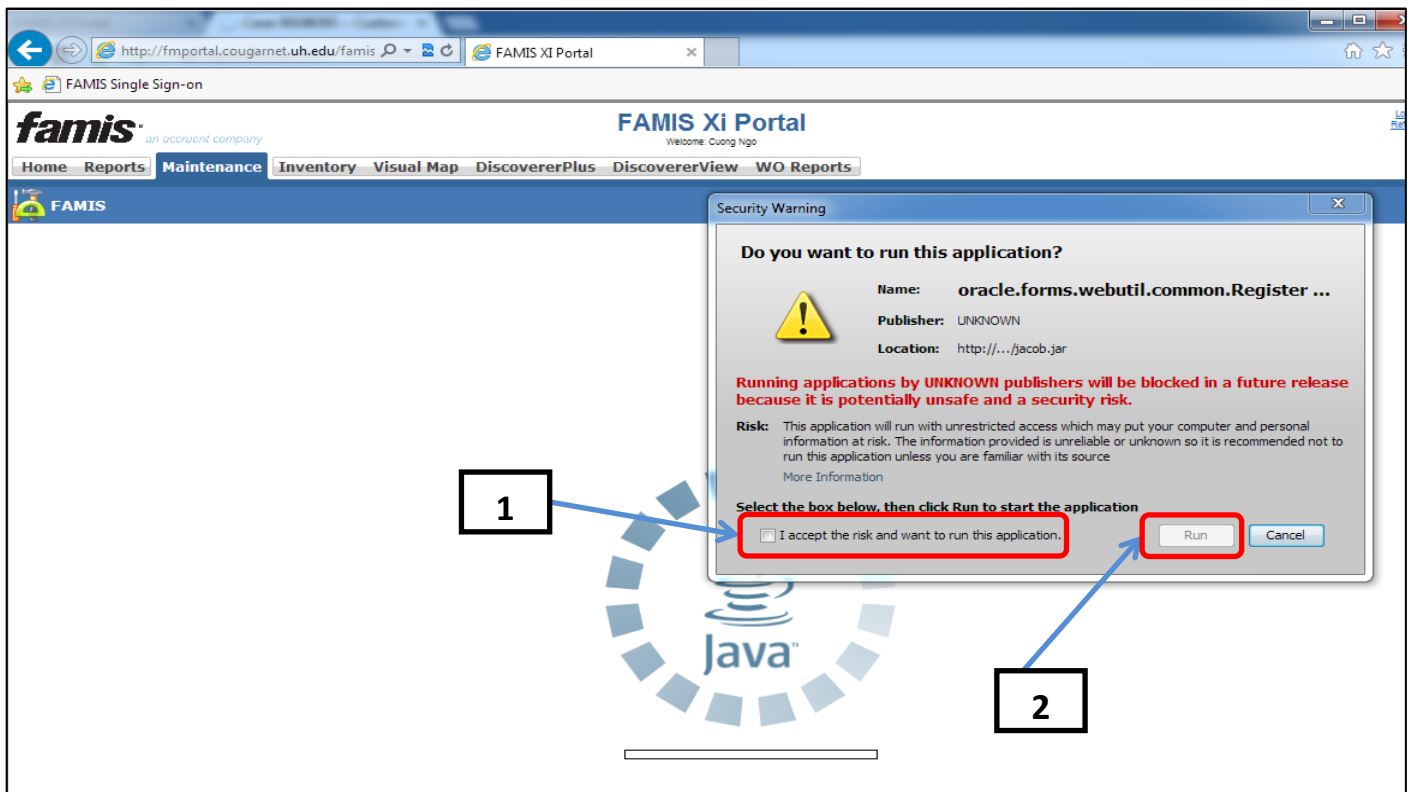 http://fmportal.cougarnet.uh.edu/famis
FAMIS XI Portal
FAMIS Single Sign-on
famis
an accruent company
FAMIS Xi Portal
Welcome: Cuong Ngo
Lo
Ref
Home Reports Maintenance Inventory Visual Map DiscovererPlus DiscovererView WO Reports
FAMIS
Security Warning
Do you want to run this application?
Name: oracle.forms.webutil.common.Register ...
Publisher: UNKNOWN
Location: http://.../jacob.jar
Running applications by UNKNOWN publishers will be blocked in a future release
because it is potentially unsafe and a security risk.
Risk: This application will run with unrestricted access which may put your computer and personal
information at risk. The information provided is unreliable or unknown so it is recommended not to
run this application unless you are familiar with its source
More Information
Select the box below, then click Run to start the application
I accept the risk and want to run this application.
Run
Cancel
1
2
Java™